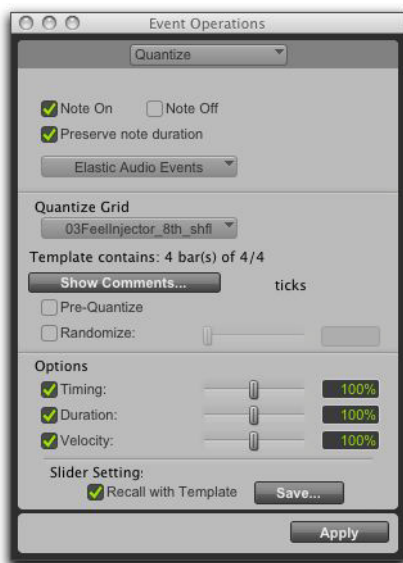 Event Operations
Quantize
Note On Note Off
Preserve note duration
Elastic Audio Events
Quantize Grid
03FeelInjector_8th_shfl
Template contains: 4 bar(s) of 4/4
Show Comments... ticks
Pre-Quantize
Randomize:
Options
Timing: 100%
Duration: 100%
Velocity: 100%
Slider Setting:
Recall with Template Save...
Apply